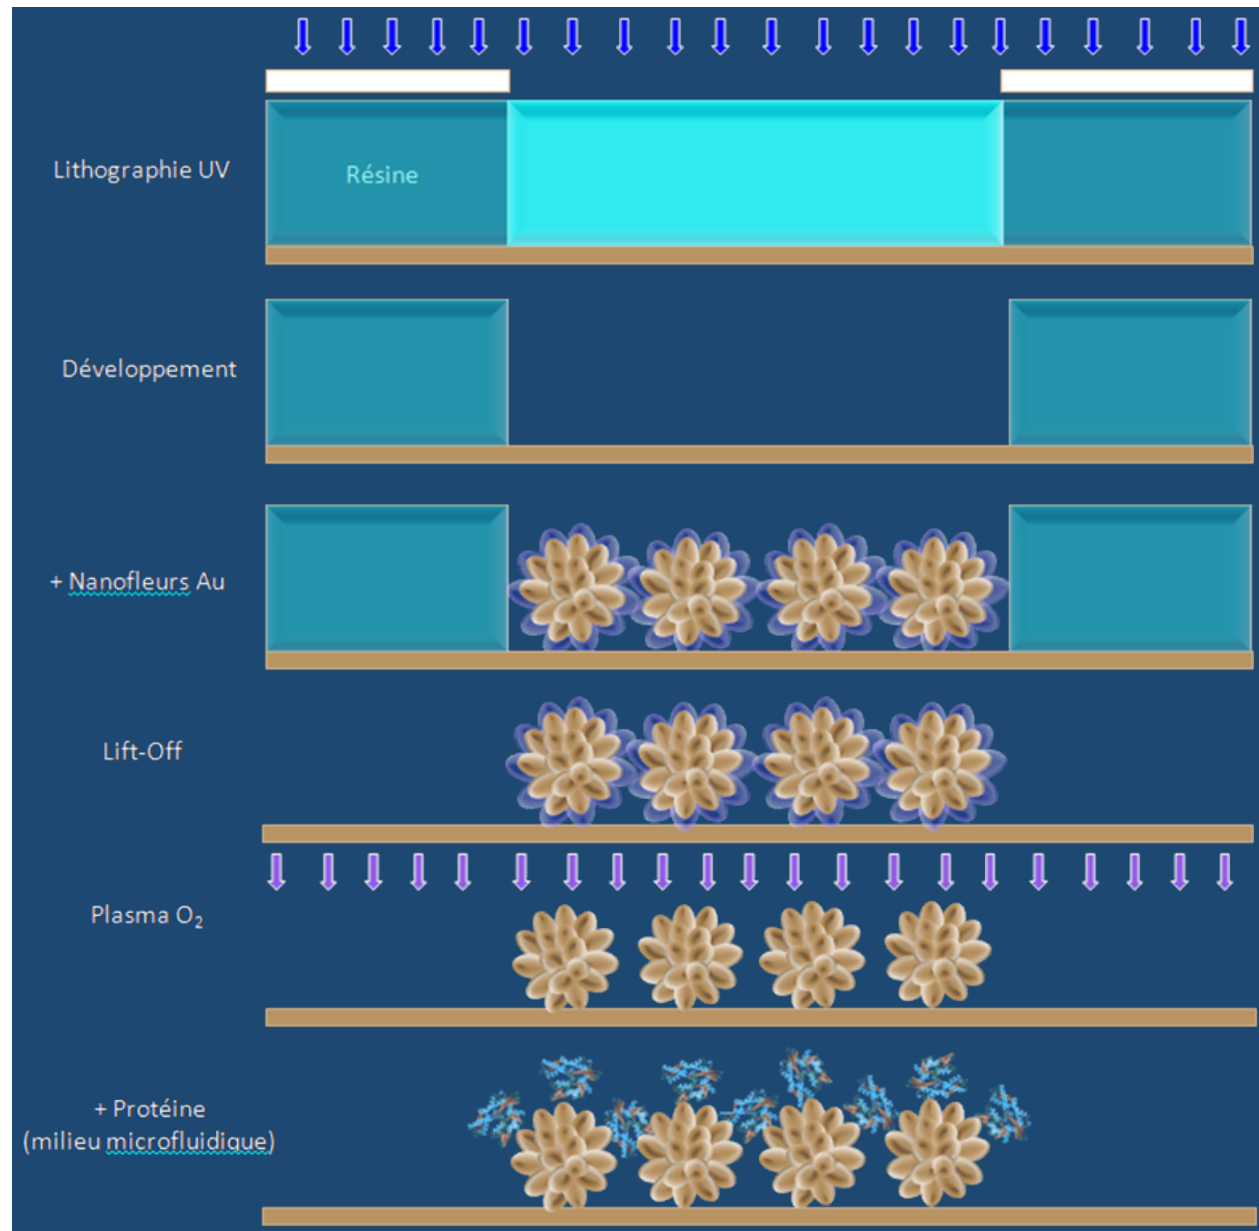 Lithographie UV
Résine
Développement
+ Nanofleurs Au
Lift-Off
Plasma O₂
+ Protéine
(milieu microfluidique)